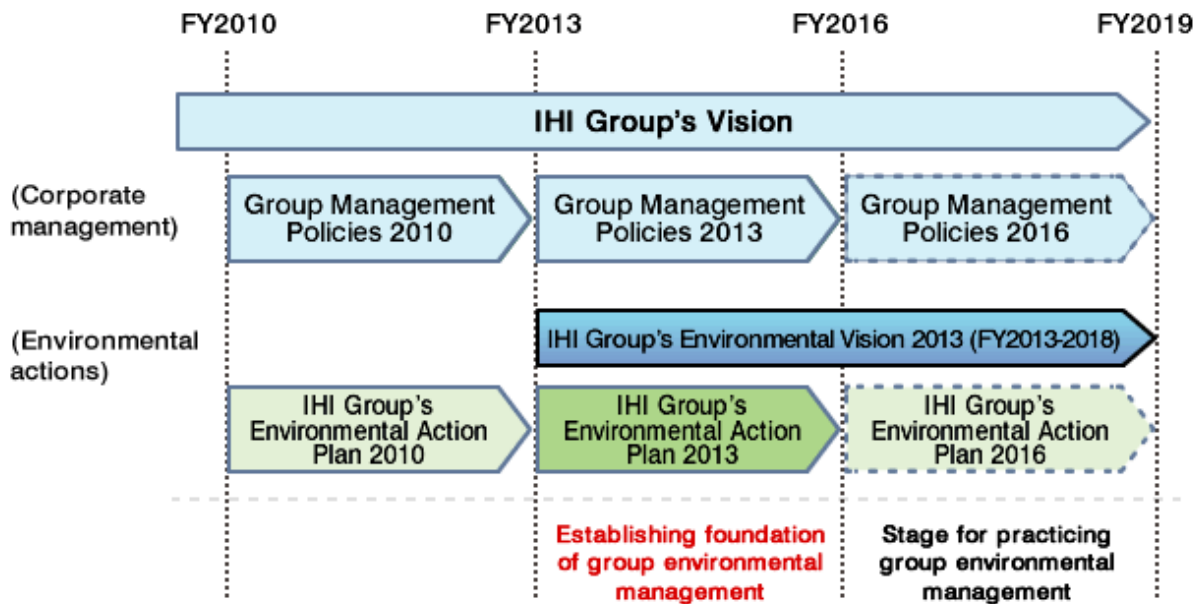 FY2010 FY2013 FY2016 FY2019
IHI Group's Vision
(Corporate
management)
Group Management
Policies 2010
Group Management
Policies 2013
Group Management
Policies 2016
(Environmental
actions)
IHI Group's Environmental Vision 2013 (FY2013-2018)
IHI Group's
Environmental Action
Plan 2010
IHI Group's
Environmental Action
Plan 2013
IHI Group's
Environmental Action
Plan 2016
Establishing foundation
of group environmental
management
Stage for practicing
group environmental
management